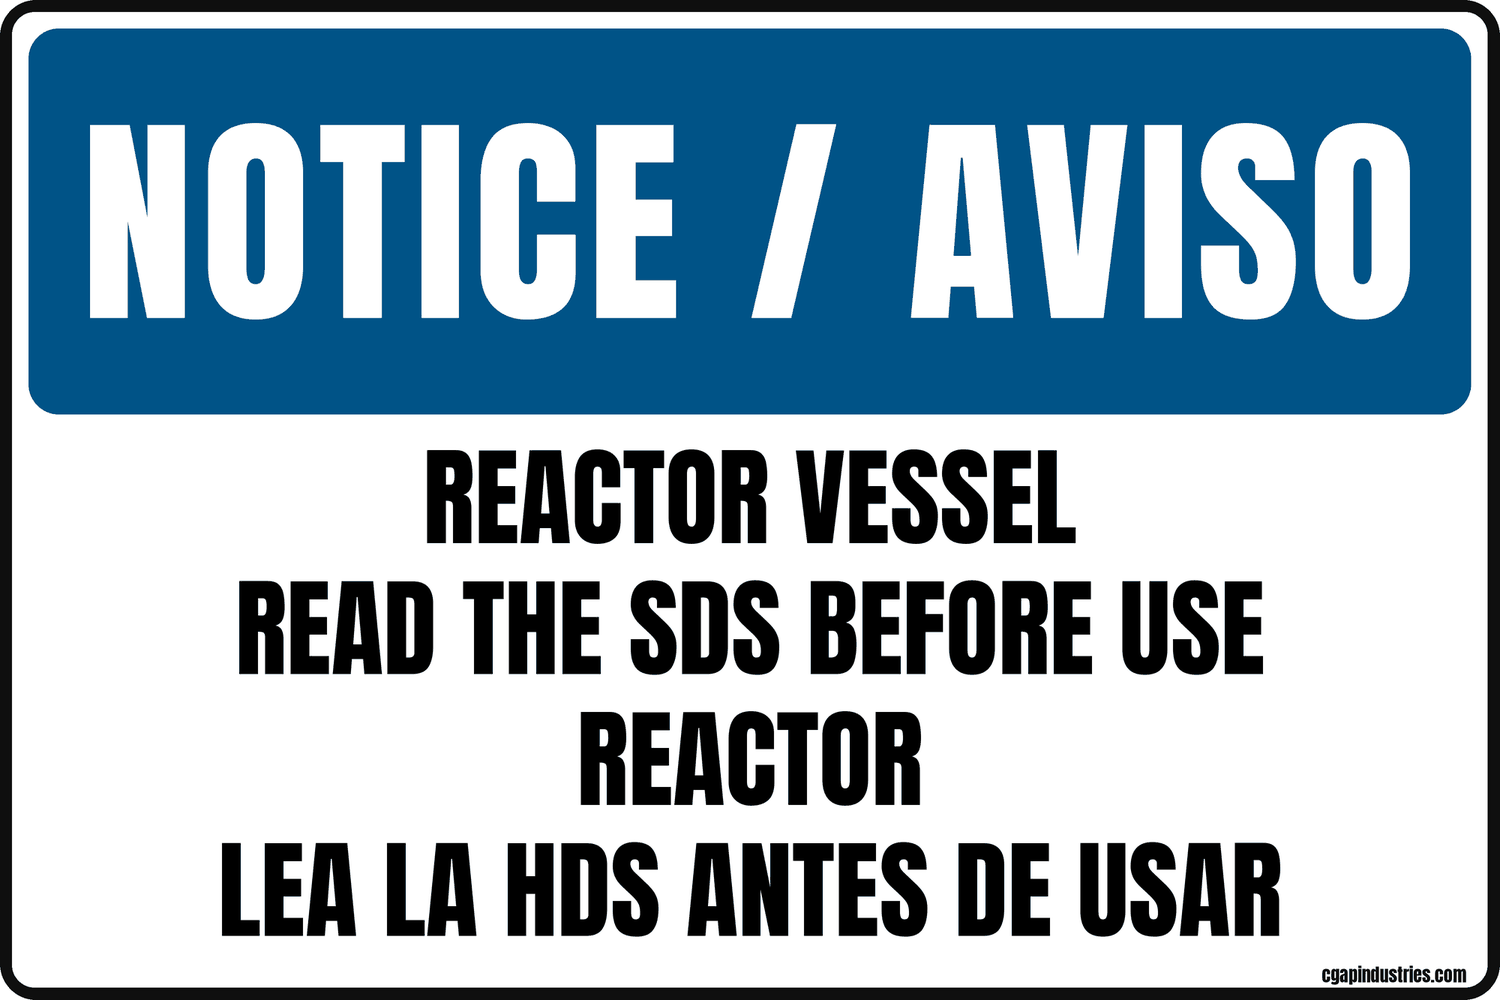 NOTICE / AVISO
REACTOR VESSEL
READ THE SDS BEFORE USE
REACTOR
LEA LA HDS ANTES DE USAR
cgapindustries.com